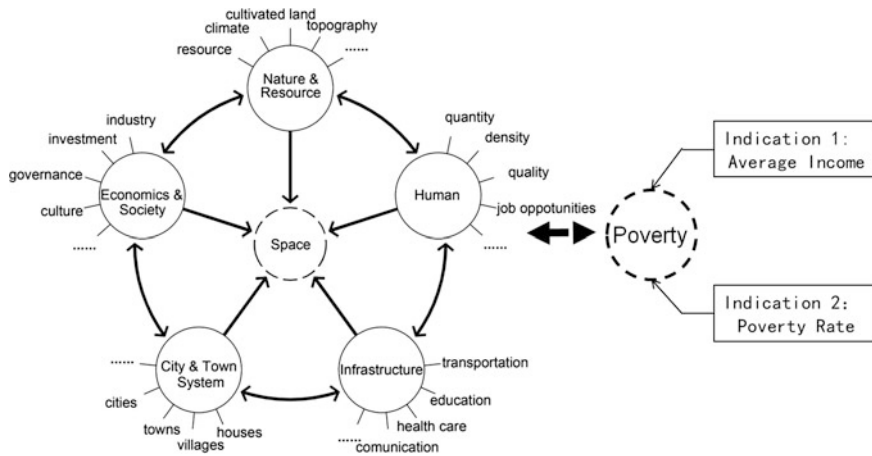 cultivated land
climate
topography
resource
......
Nature &
Resource
industry
investment
governance
culture
......
Economics &
Society
quantity
density
quality
job oppotunities
......
Human
Space
Poverty
Indication 1:
Average Income
Indication 2:
Poverty Rate
......
cities
towns
villages
houses
City & Town
System
Infrastructure
transportation
education
health care
comunication
......